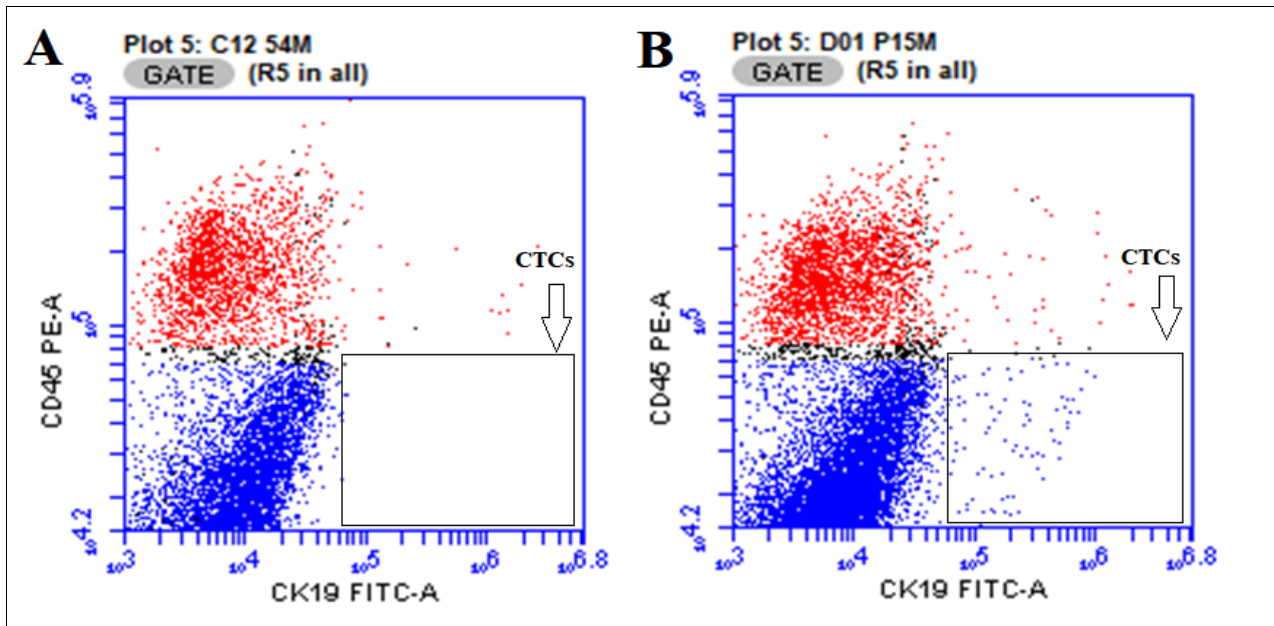 A
Plot 5: C12 54M
GATE (R5 in all)
10^5.9
CTCs
10^5
CD45 PE-A
10^4.2
10^3 10^4 10^5 10^6 10^6.8
CK19 FITC-A
B
Plot 5: D01 P15M
GATE (R5 in all)
10^5.9
CTCs
10^5
CD45 PE-A
10^4.2
10^3 10^4 10^5 10^6 10^6.8
CK19 FITC-A